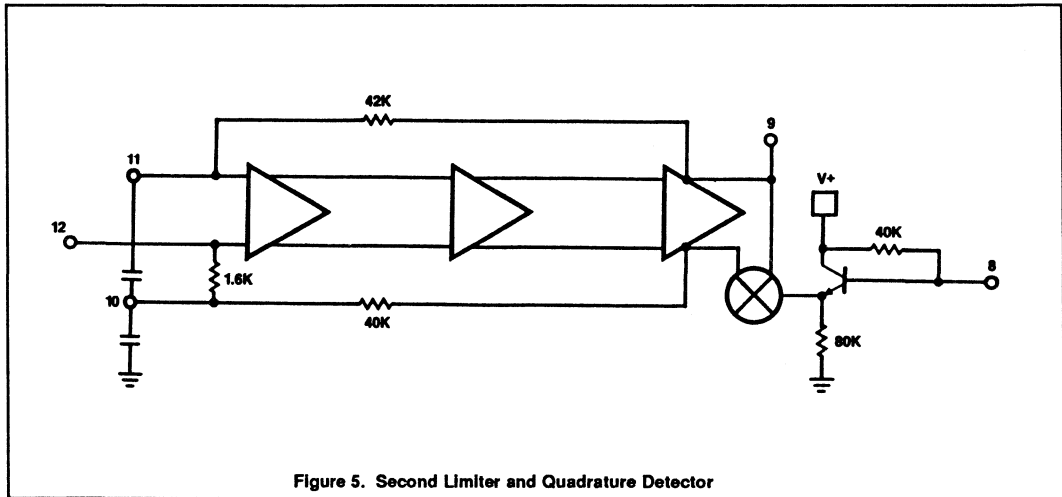 42K
9
11
V+
12
40K
8
1.6K
10
40K
80K
Figure 5. Second Limiter and Quadrature Detector